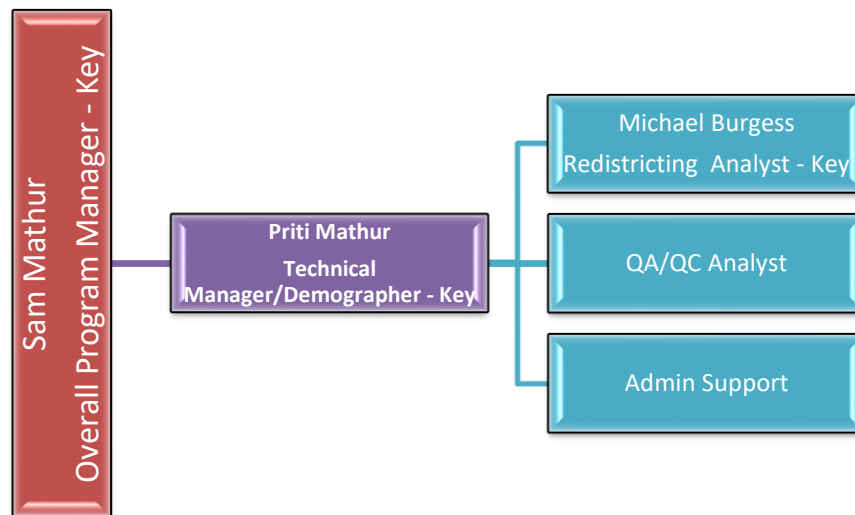 Sam Mathur
Overall Program Manager - Key
Priti Mathur
Technical
Manager/Demographer - Key
Michael Burgess
Redistricting Analyst - Key
QA/QC Analyst
Admin Support